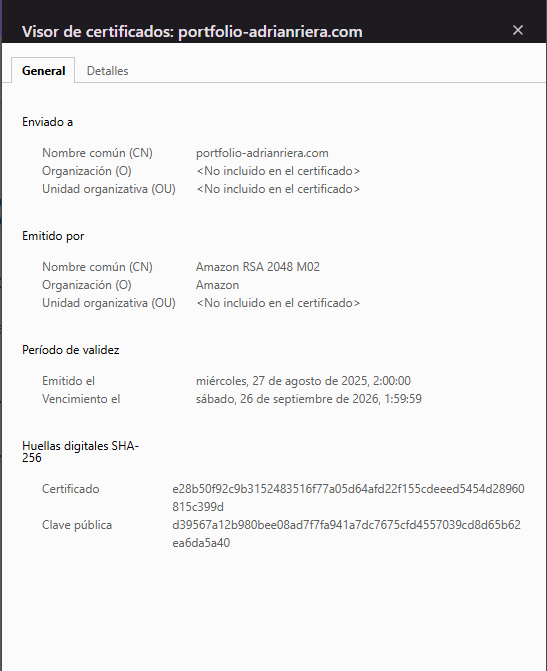 Visor de certificados: portfolio-adrianriera.com
General
Detalles
Enviado a
Nombre común (CN) portfolio-adrianriera.com
Organización (O) <No incluido en el certificado>
Unidad organizativa (OU) <No incluido en el certificado>
Emitido por
Nombre común (CN) Amazon RSA 2048 M02
Organización (O) Amazon
Unidad organizativa (OU) <No incluido en el certificado>
Período de validez
Emitido el miércoles, 27 de agosto de 2025, 2:00:00
Vencimiento el sábado, 26 de septiembre de 2026, 1:59:59
Huellas digitales SHA-
256
Certificado e28b50f92c9b3152483516f77a05d64afd22f155cdeeed5454d28960
815c399d
Clave pública d39567a12b980bee08ad7f7fa941a7dc7675cfd4557039cd8d65b62
ea6da5a40